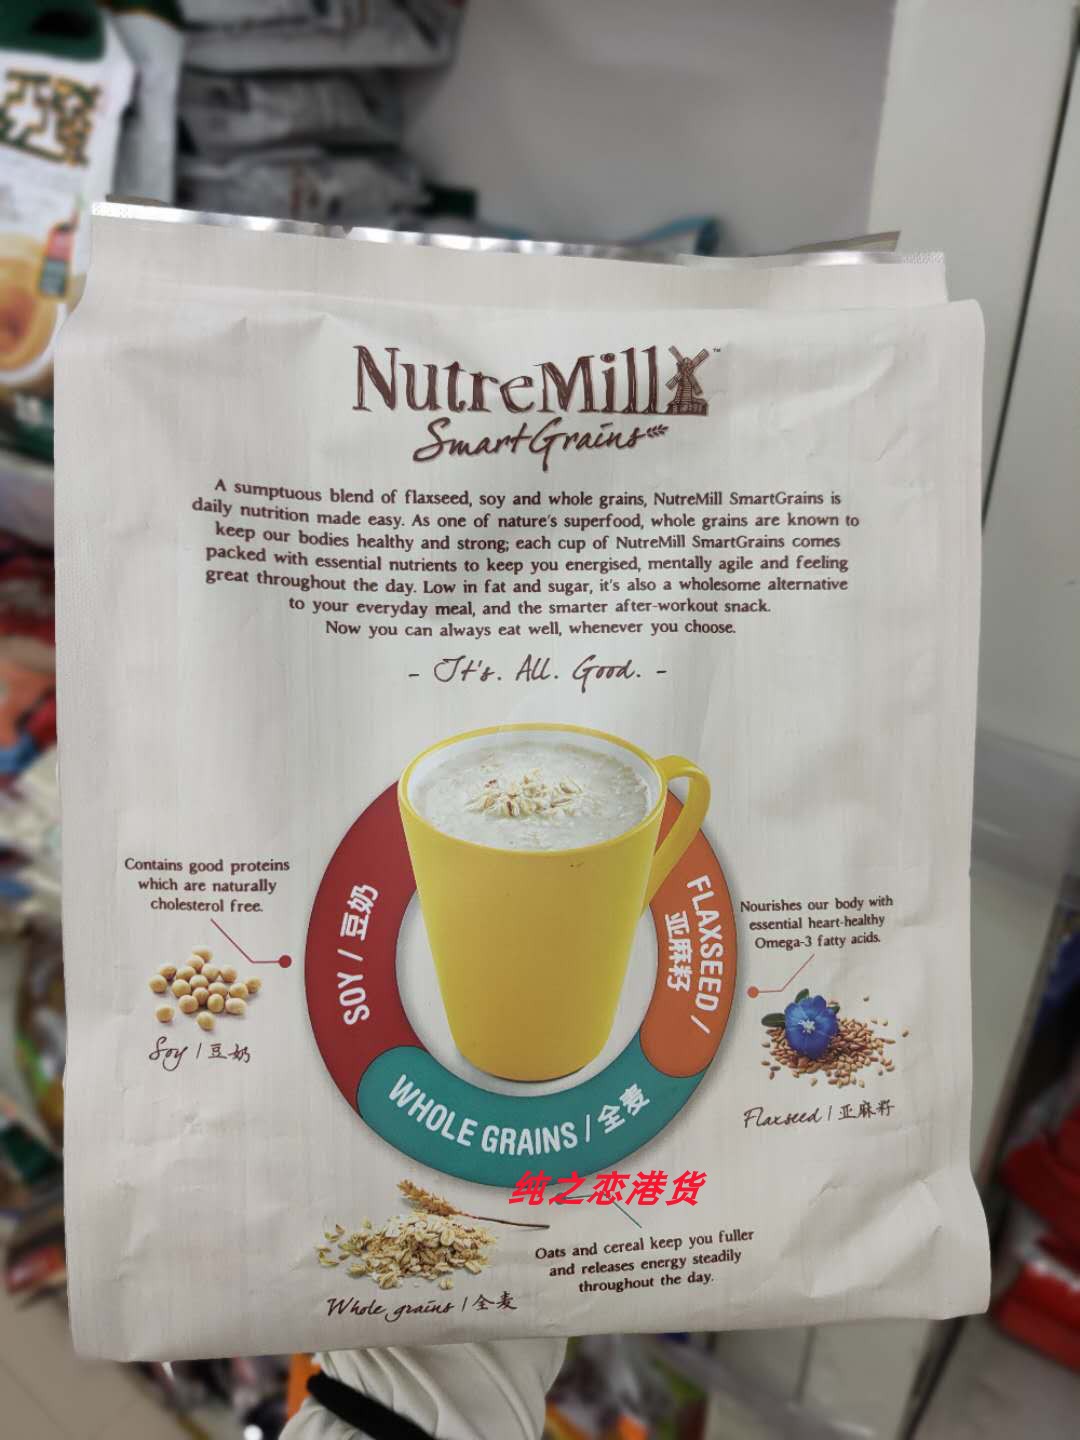 NutreMill™
SmartGrains
A sumptuous blend of flaxseed, soy and whole grains, NutreMill SmartGrains is
daily nutrition made easy. As one of nature's superfood, whole grains are known to
keep our bodies healthy and strong; each cup of NutreMill SmartGrains comes
packed with essential nutrients to keep you energised, mentally agile and feeling
great throughout the day. Low in fat and sugar, it's also a wholesome alternative
to your everyday meal, and the smarter after-workout snack.
Now you can always eat well, whenever you choose.
- It's. All. Good. -
Contains good proteins
which are naturally
cholesterol free.
Soy | 豆奶
SOY / 豆奶
FLAXSEED /
亚麻籽
Nourishes our body with
essential heart-healthy
Omega-3 fatty acids.
Flaxseed | 亚麻籽
WHOLE GRAINS / 全麦
纯之恋港货
Oats and cereal keep you fuller
and releases energy steadily
throughout the day.
Whole grains | 全麦